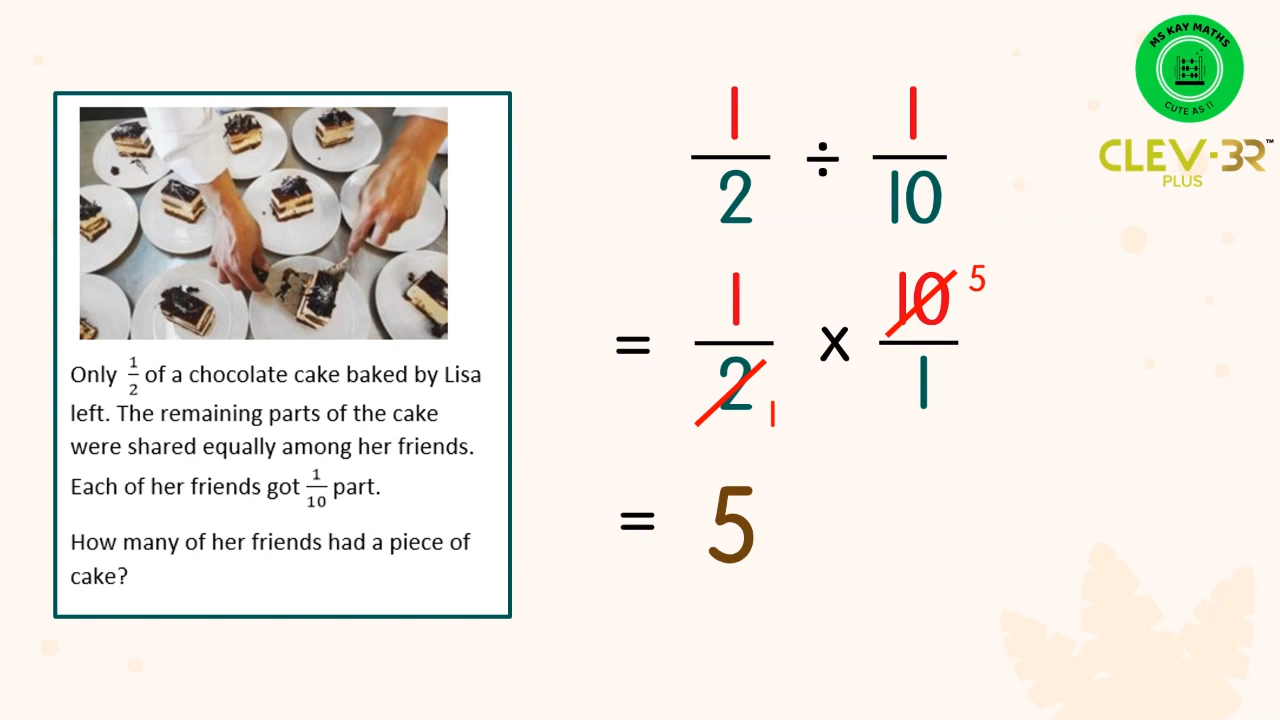 MS KAY MATHS
CUTE AS !!
CLEV-3R™
PLUS
Only 1/2 of a chocolate cake baked by Lisa
left. The remaining parts of the cake
were shared equally among her friends.
Each of her friends got 1/10 part.
How many of her friends had a piece of
cake?
1/2 ÷ 1/10
= 1/2 1 x 10/1 5
= 5